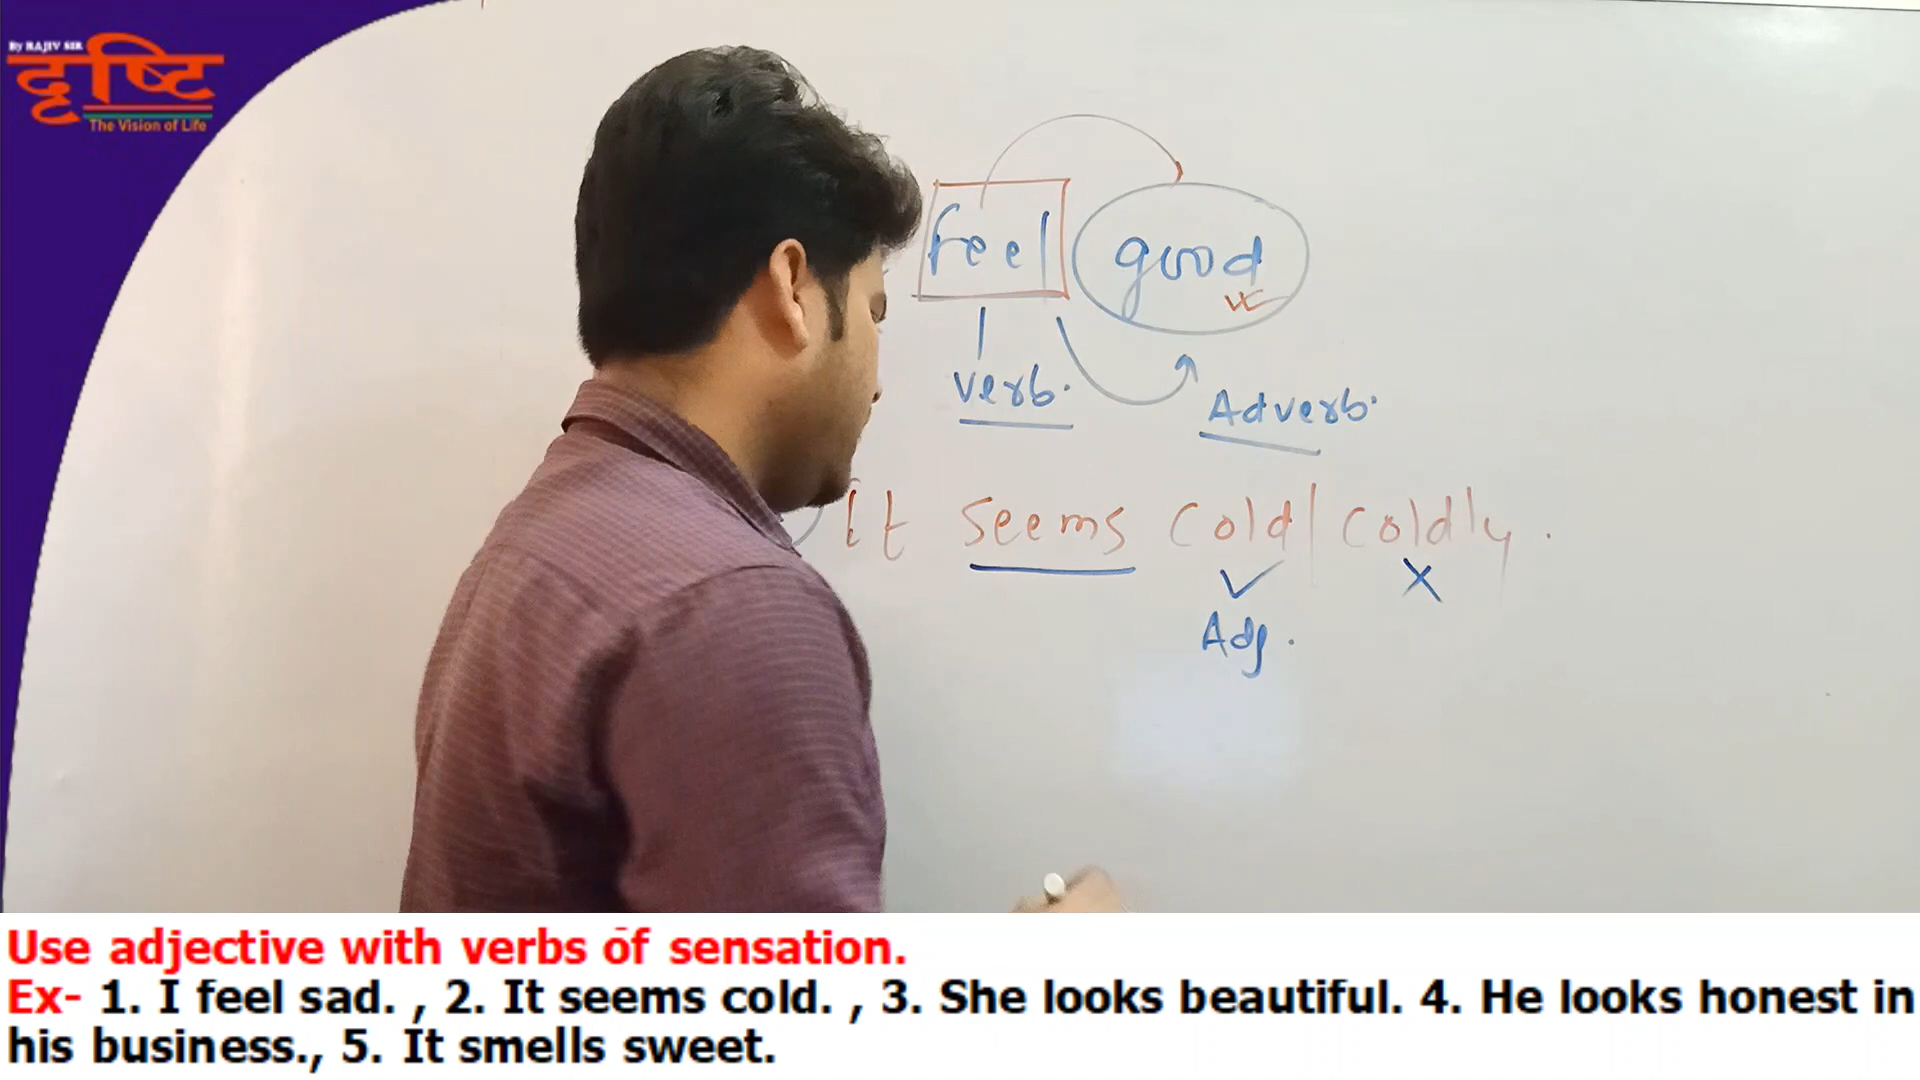 By RAJIV SIR
दृष्टि
The Vision of Life
feel good
verb.
Adverb.
it seems cold | coldly.
Adj.
Use adjective with verbs of sensation.
Ex- 1. I feel sad. , 2. It seems cold. , 3. She looks beautiful. 4. He looks honest in
his business., 5. It smells sweet.